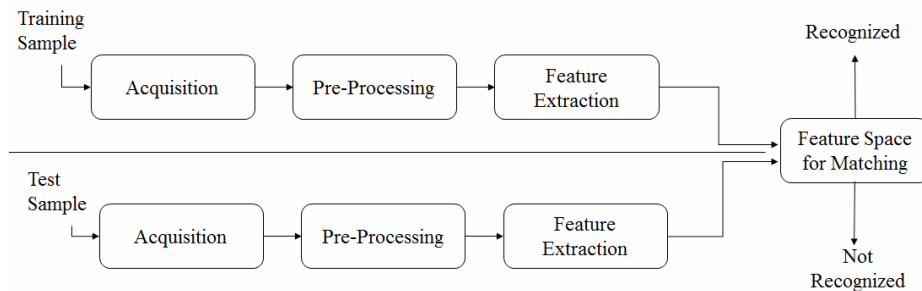 Training
Sample
Acquisition
Pre-Processing
Feature
Extraction
Recognized
Feature Space
for Matching
Test
Sample
Acquisition
Pre-Processing
Feature
Extraction
Not
Recognized